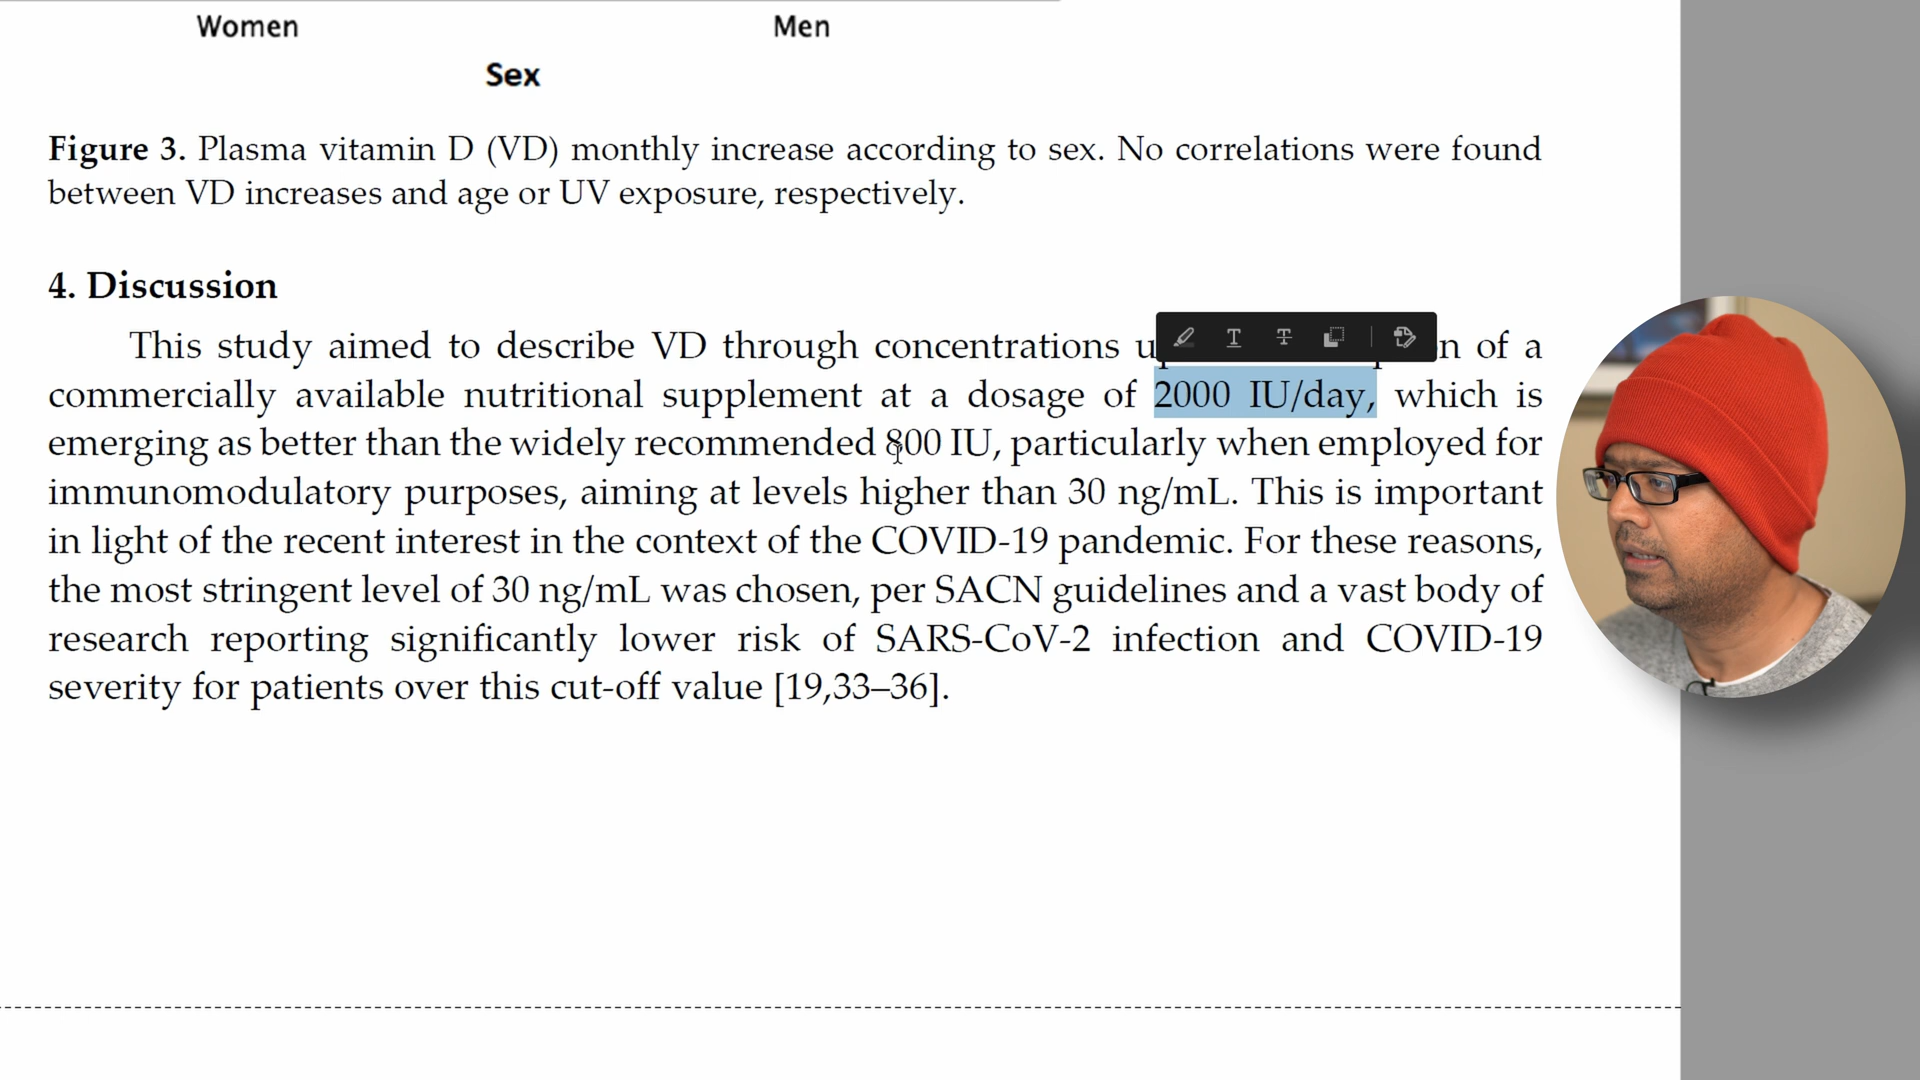 Women Men
Sex
Figure 3. Plasma vitamin D (VD) monthly increase according to sex. No correlations were found
between VD increases and age or UV exposure, respectively.
4. Discussion
This study aimed to describe VD through concentrations of a
commercially available nutritional supplement at a dosage of 2000 IU/day, which is
emerging as better than the widely recommended 800 IU, particularly when employed for
immunomodulatory purposes, aiming at levels higher than 30 ng/mL. This is important
in light of the recent interest in the context of the COVID-19 pandemic. For these reasons,
the most stringent level of 30 ng/mL was chosen, per SACN guidelines and a vast body of
research reporting significantly lower risk of SARS-CoV-2 infection and COVID-19
severity for patients over this cut-off value [19,33–36].